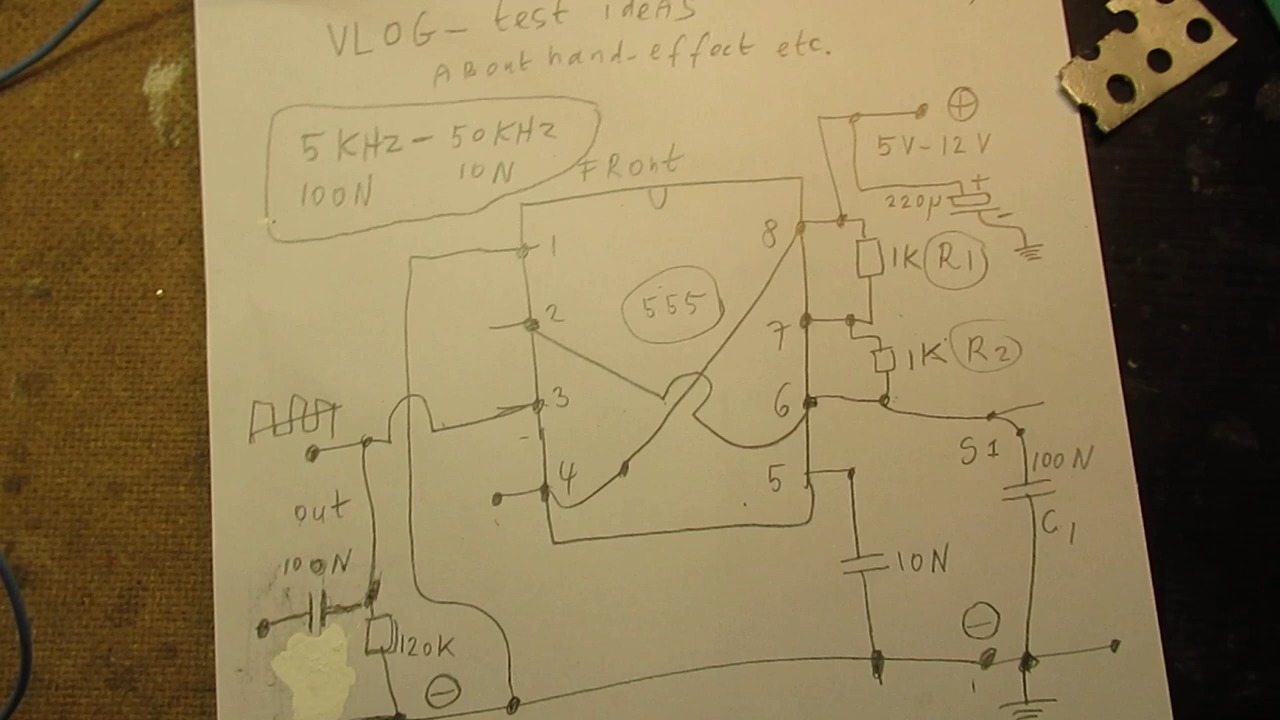 VLOG- test ideAS
ABout hand-effect etc.
5 KHz - 50 KHz
100N 10N
FRont
+
5V-12V
+
220µ
-
1
8
1K R1
555
2
7
1K R2
3
6
S1
100N
4
5
out
C1
100N
10N
120K
-
-